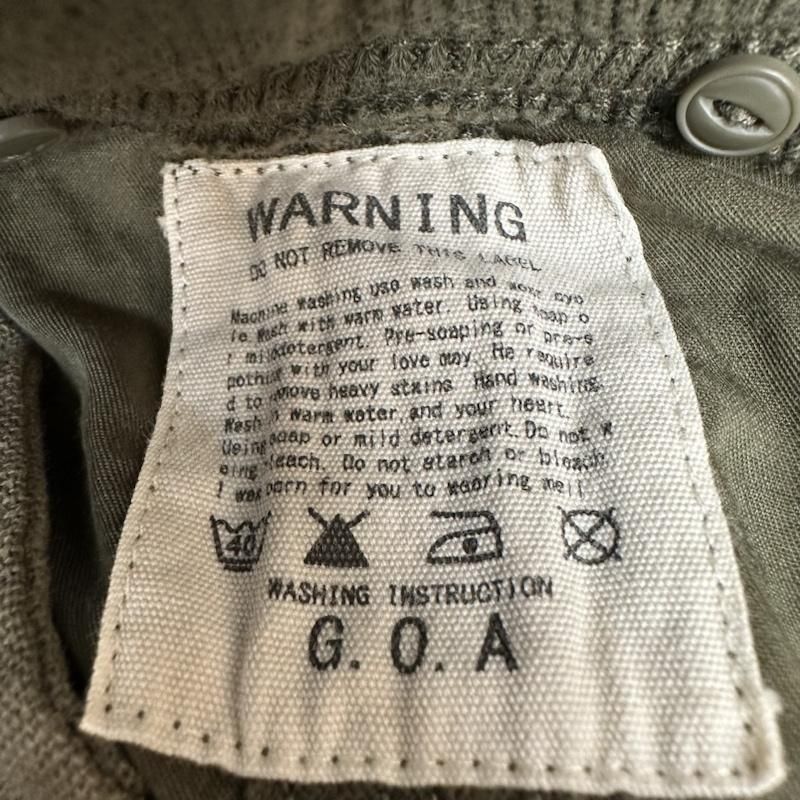 WARNING
DO NOT REMOVE THIS LABEL
Machine washing use wash and wear cyc
le Wash with warm water. Using soap o
r mild detergent. Pre-soaping or pre-s
pothing with your love may. He require
d to remove heavy stains Hand washing.
Wash in warm water and your heart.
Using soap or mild detergent. Do not w
bleach. Do not starch or bleach
I was born for you to wearing me!!
40
WASHING INSTRUCTION
G.O.A